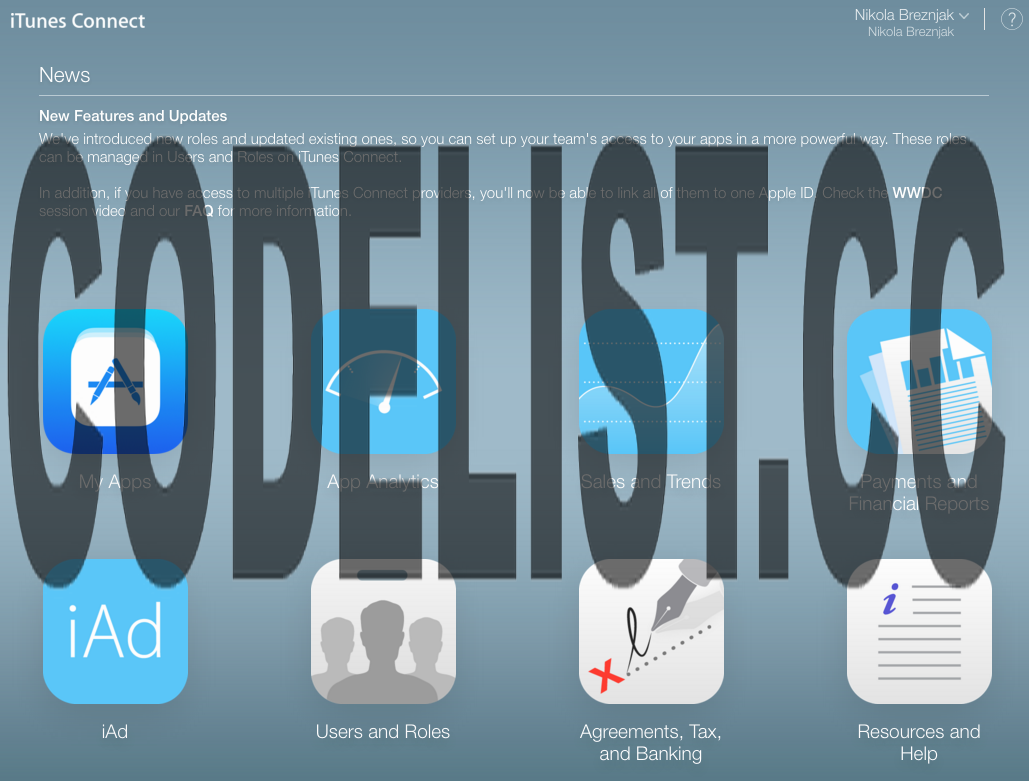 iTunes Connect
Nikola Breznjak
Nikola Breznjak
?
News
New Features and Updates
We've introduced new roles and updated existing ones, so you can set up your team's access to your apps in a more powerful way. These roles
can be managed in Users and Roles on iTunes Connect.
In addition, if you have access to multiple iTunes Connect providers, you'll now be able to link all of them to one Apple ID. Check the WWDC
session video and our FAQ for more information.
CODELIST.CC
My Apps
App Analytics
Sales and Trends
Payments and
Financial Reports
iAd
i
iAd
Users and Roles
Agreements, Tax,
and Banking
Resources and
Help